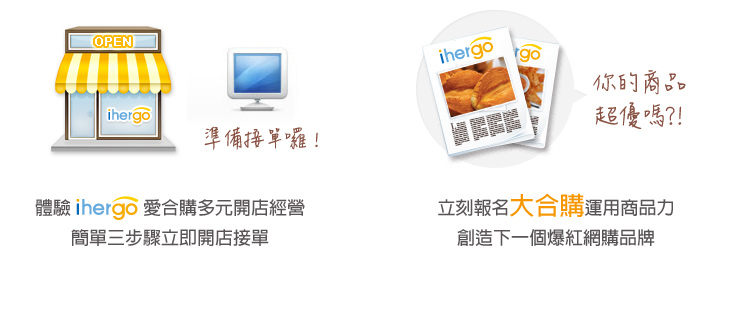 OPEN
ihergo
準備接單囉！
體驗 ihergo 愛合購多元開店經營
簡單三步驟立即開店接單
ihergo
rgo
你的商品
超優嗎?!
立刻報名大合購運用商品力
創造下一個爆紅網購品牌